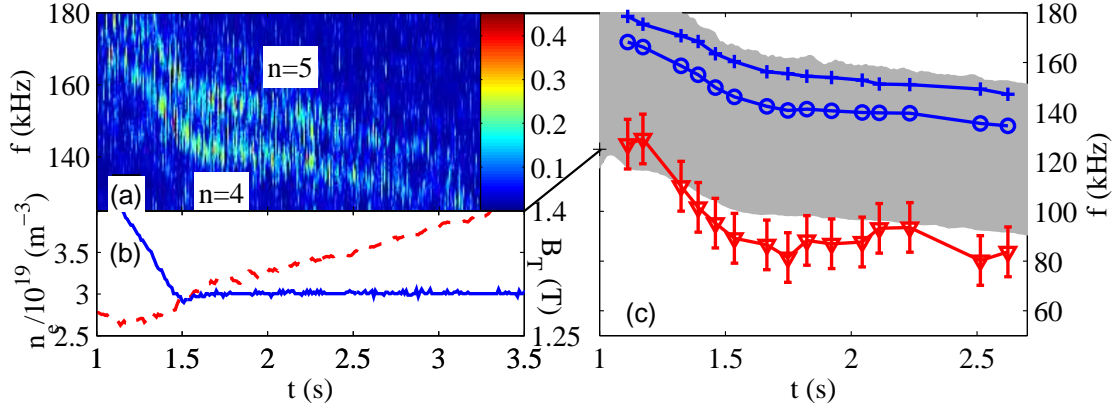 180
160
140
f (kHz)
n=5
n=4
(a)
0.4
0.3
0.2
0.1
(b)
3
2.5
n_e/10^19 (m^−3)
1.4
1.25
B_T (T)
1 1.5 2 2.5 3 3.5
t (s)
180
160
140
120
100
80
60
f (kHz)
(c)
1 1.5 2 2.5
t (s)